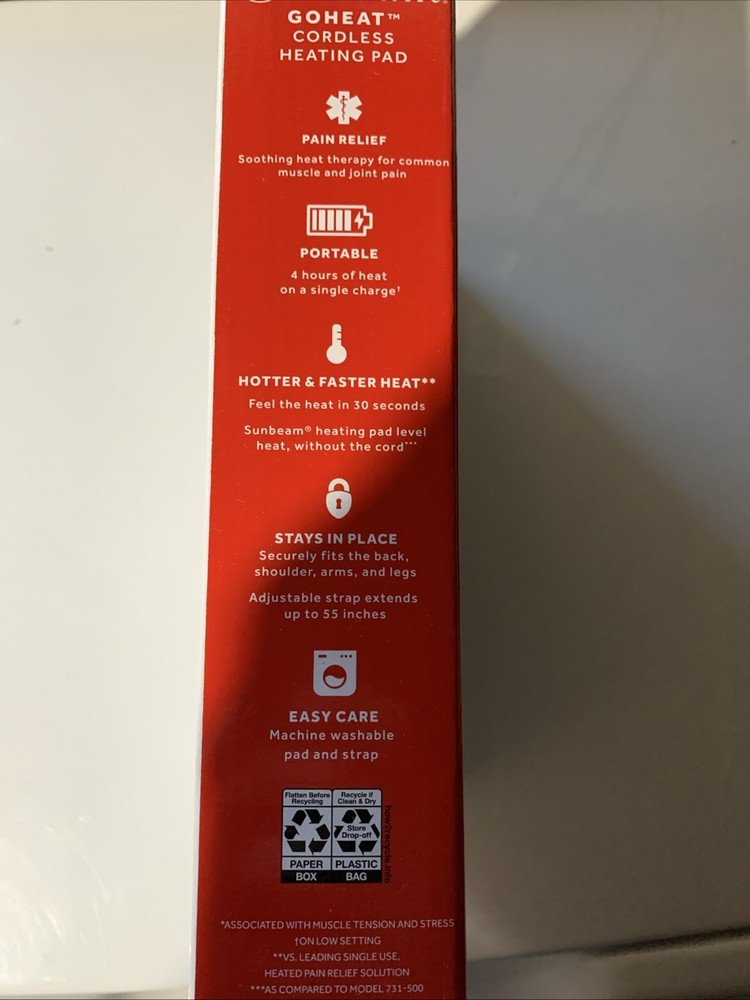 GOHEAT™
CORDLESS
HEATING PAD
PAIN RELIEF
Soothing heat therapy for common
muscle and joint pain
PORTABLE
4 hours of heat
on a single charge†
HOTTER & FASTER HEAT**
Feel the heat in 30 seconds
Sunbeam® heating pad level
heat, without the cord***
STAYS IN PLACE
Securely fits the back,
shoulder, arms, and legs
Adjustable strap extends
up to 55 inches
EASY CARE
Machine washable
pad and strap
Flatten Before
Recycling
Recycle if
Clean & Dry
Store
Drop-off
PAPER
BOX
PLASTIC
BAG
how2recycle.info
*ASSOCIATED WITH MUSCLE TENSION AND STRESS
†ON LOW SETTING
**VS. LEADING SINGLE USE,
HEATED PAIN RELIEF SOLUTION
***AS COMPARED TO MODEL 731-500